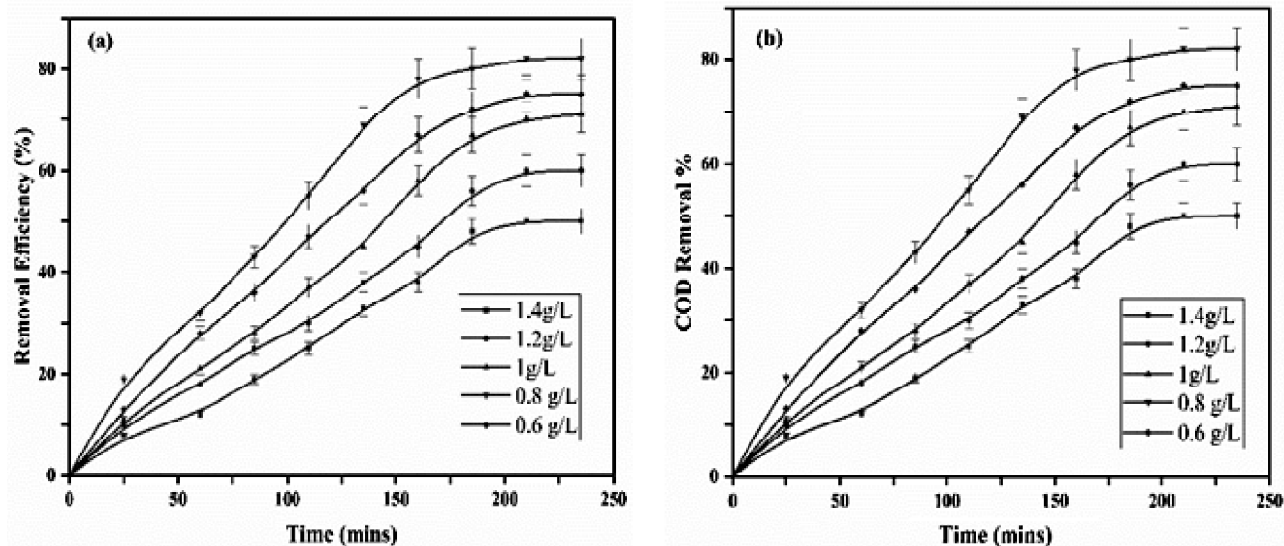 (a)
Removal Efficiency (%)
80
60
40
20
0
0 50 100 150 200 250
Time (mins)
1.4g/L
1.2g/L
1g/L
0.8 g/L
0.6 g/L
(b)
COD Removal %
80
60
40
20
0
0 50 100 150 200 250
Time (mins)
1.4g/L
1.2g/L
1g/L
0.8 g/L
0.6 g/L